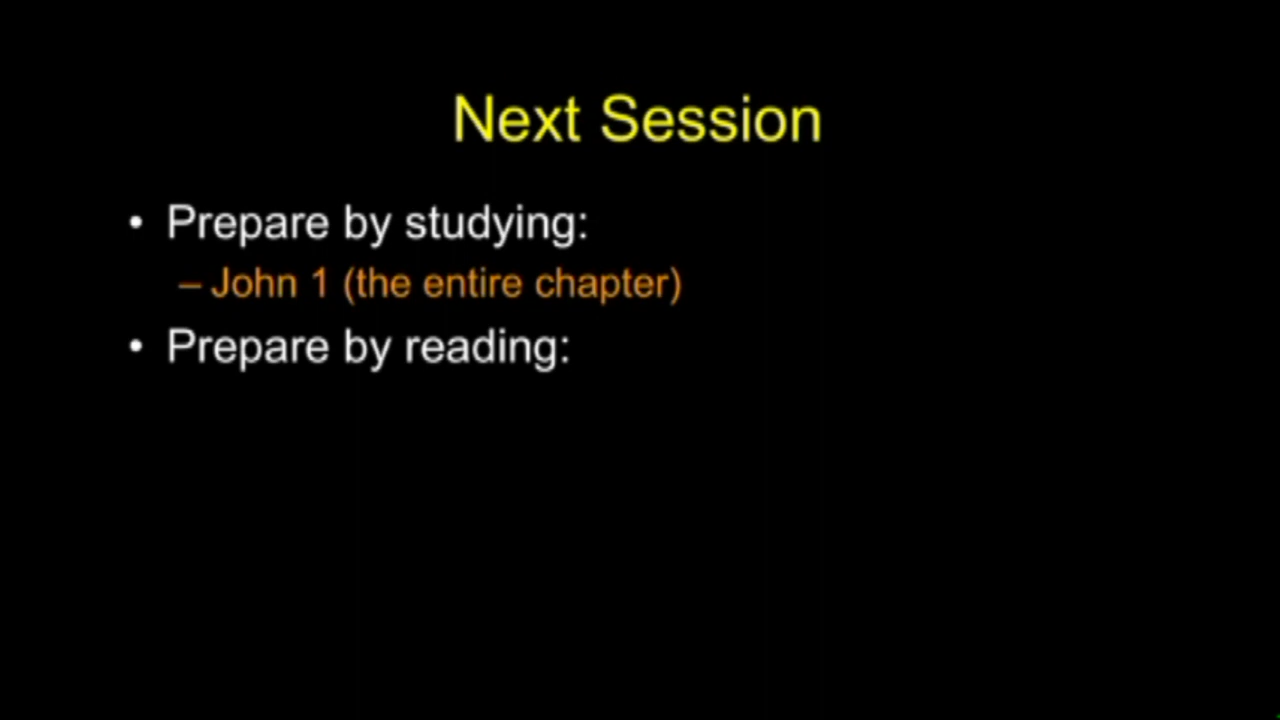 Next Session
• Prepare by studying:
– John 1 (the entire chapter)
• Prepare by reading: